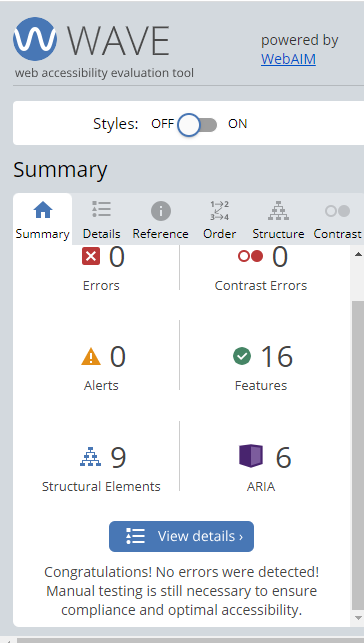 WAVE
web accessibility evaluation tool
powered by
WebAIM
Styles: OFF ON
Summary
Summary Details Reference Order Structure Contrast
0 0
Errors Contrast Errors
0 16
Alerts Features
9 6
Structural Elements ARIA
View details ›
Congratulations! No errors were detected!
Manual testing is still necessary to ensure
compliance and optimal accessibility.